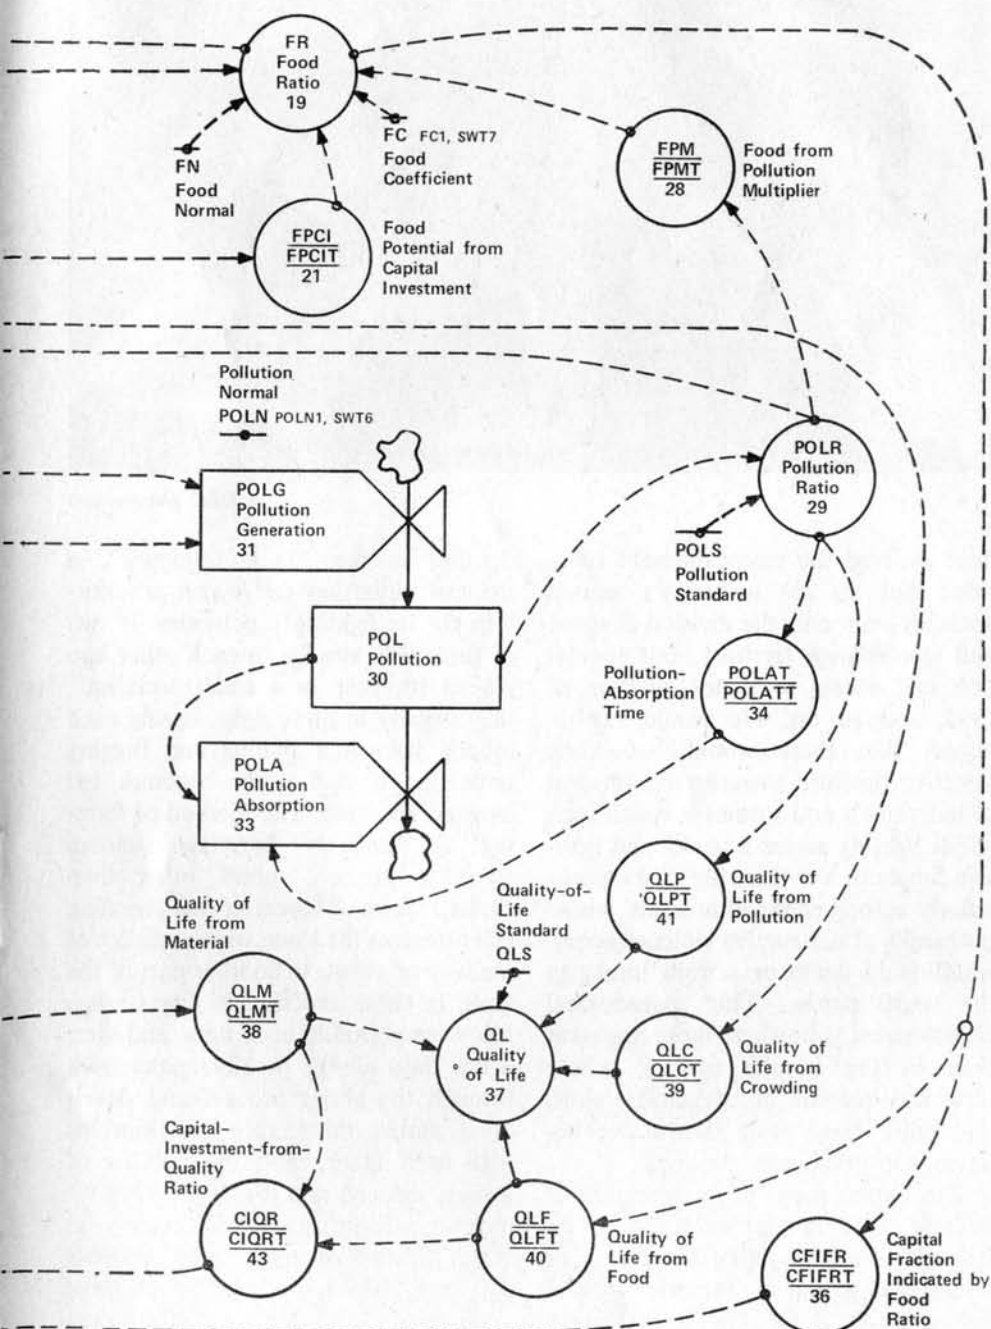 FR
Food
Ratio
19
FC FC1, SWT7
Food
Coefficient
FN
Food
Normal
FPM
FPMT
28
Food from
Pollution
Multiplier
FPCI
FPCIT
21
Food
Potential from
Capital
Investment
Pollution
Normal
POLN POLN1, SWT6
POLR
Pollution
Ratio
29
POLG
Pollution
Generation
31
POLS
Pollution
Standard
POL
Pollution
30
Pollution-
Absorption
Time
POLAT
POLATT
34
POLA
Pollution
Absorption
33
Quality of
Life from
Material
Quality-of-
Life
Standard
QLS
QLP
QLPT
41
Quality of
Life from
Pollution
QLM
QLMT
38
QL
Quality
of Life
37
QLC
QLCT
39
Quality of
Life from
Crowding
Capital-
Investment-from-
Quality
Ratio
CIQR
CIQRT
43
QLF
QLFT
40
Quality of
Life from
Food
CFIFR
CFIFRT
36
Capital
Fraction
Indicated by
Food
Ratio